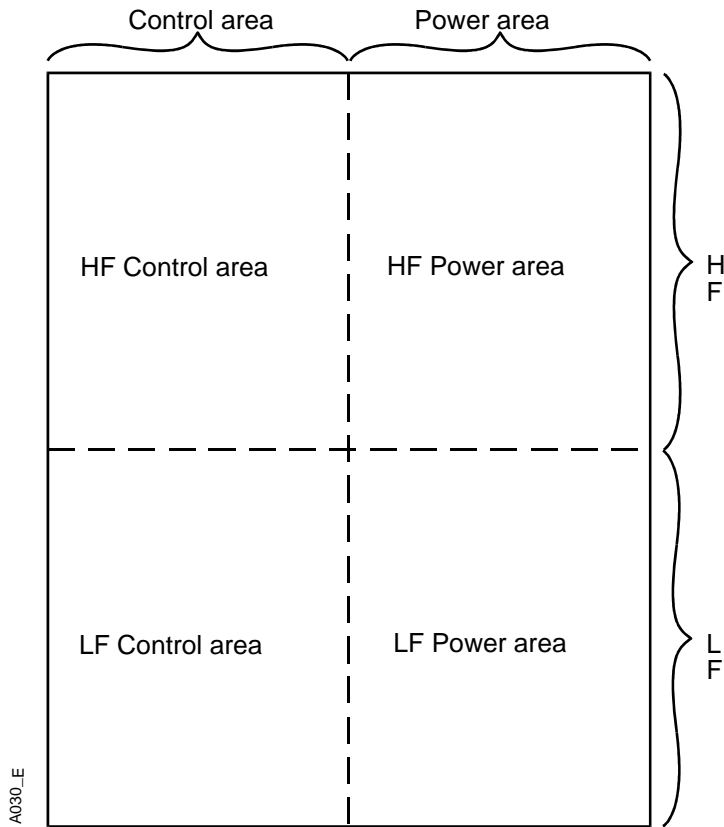 Control area
Power area
HF Control area
HF Power area
H
F
LF Control area
LF Power area
L
F
A030_E